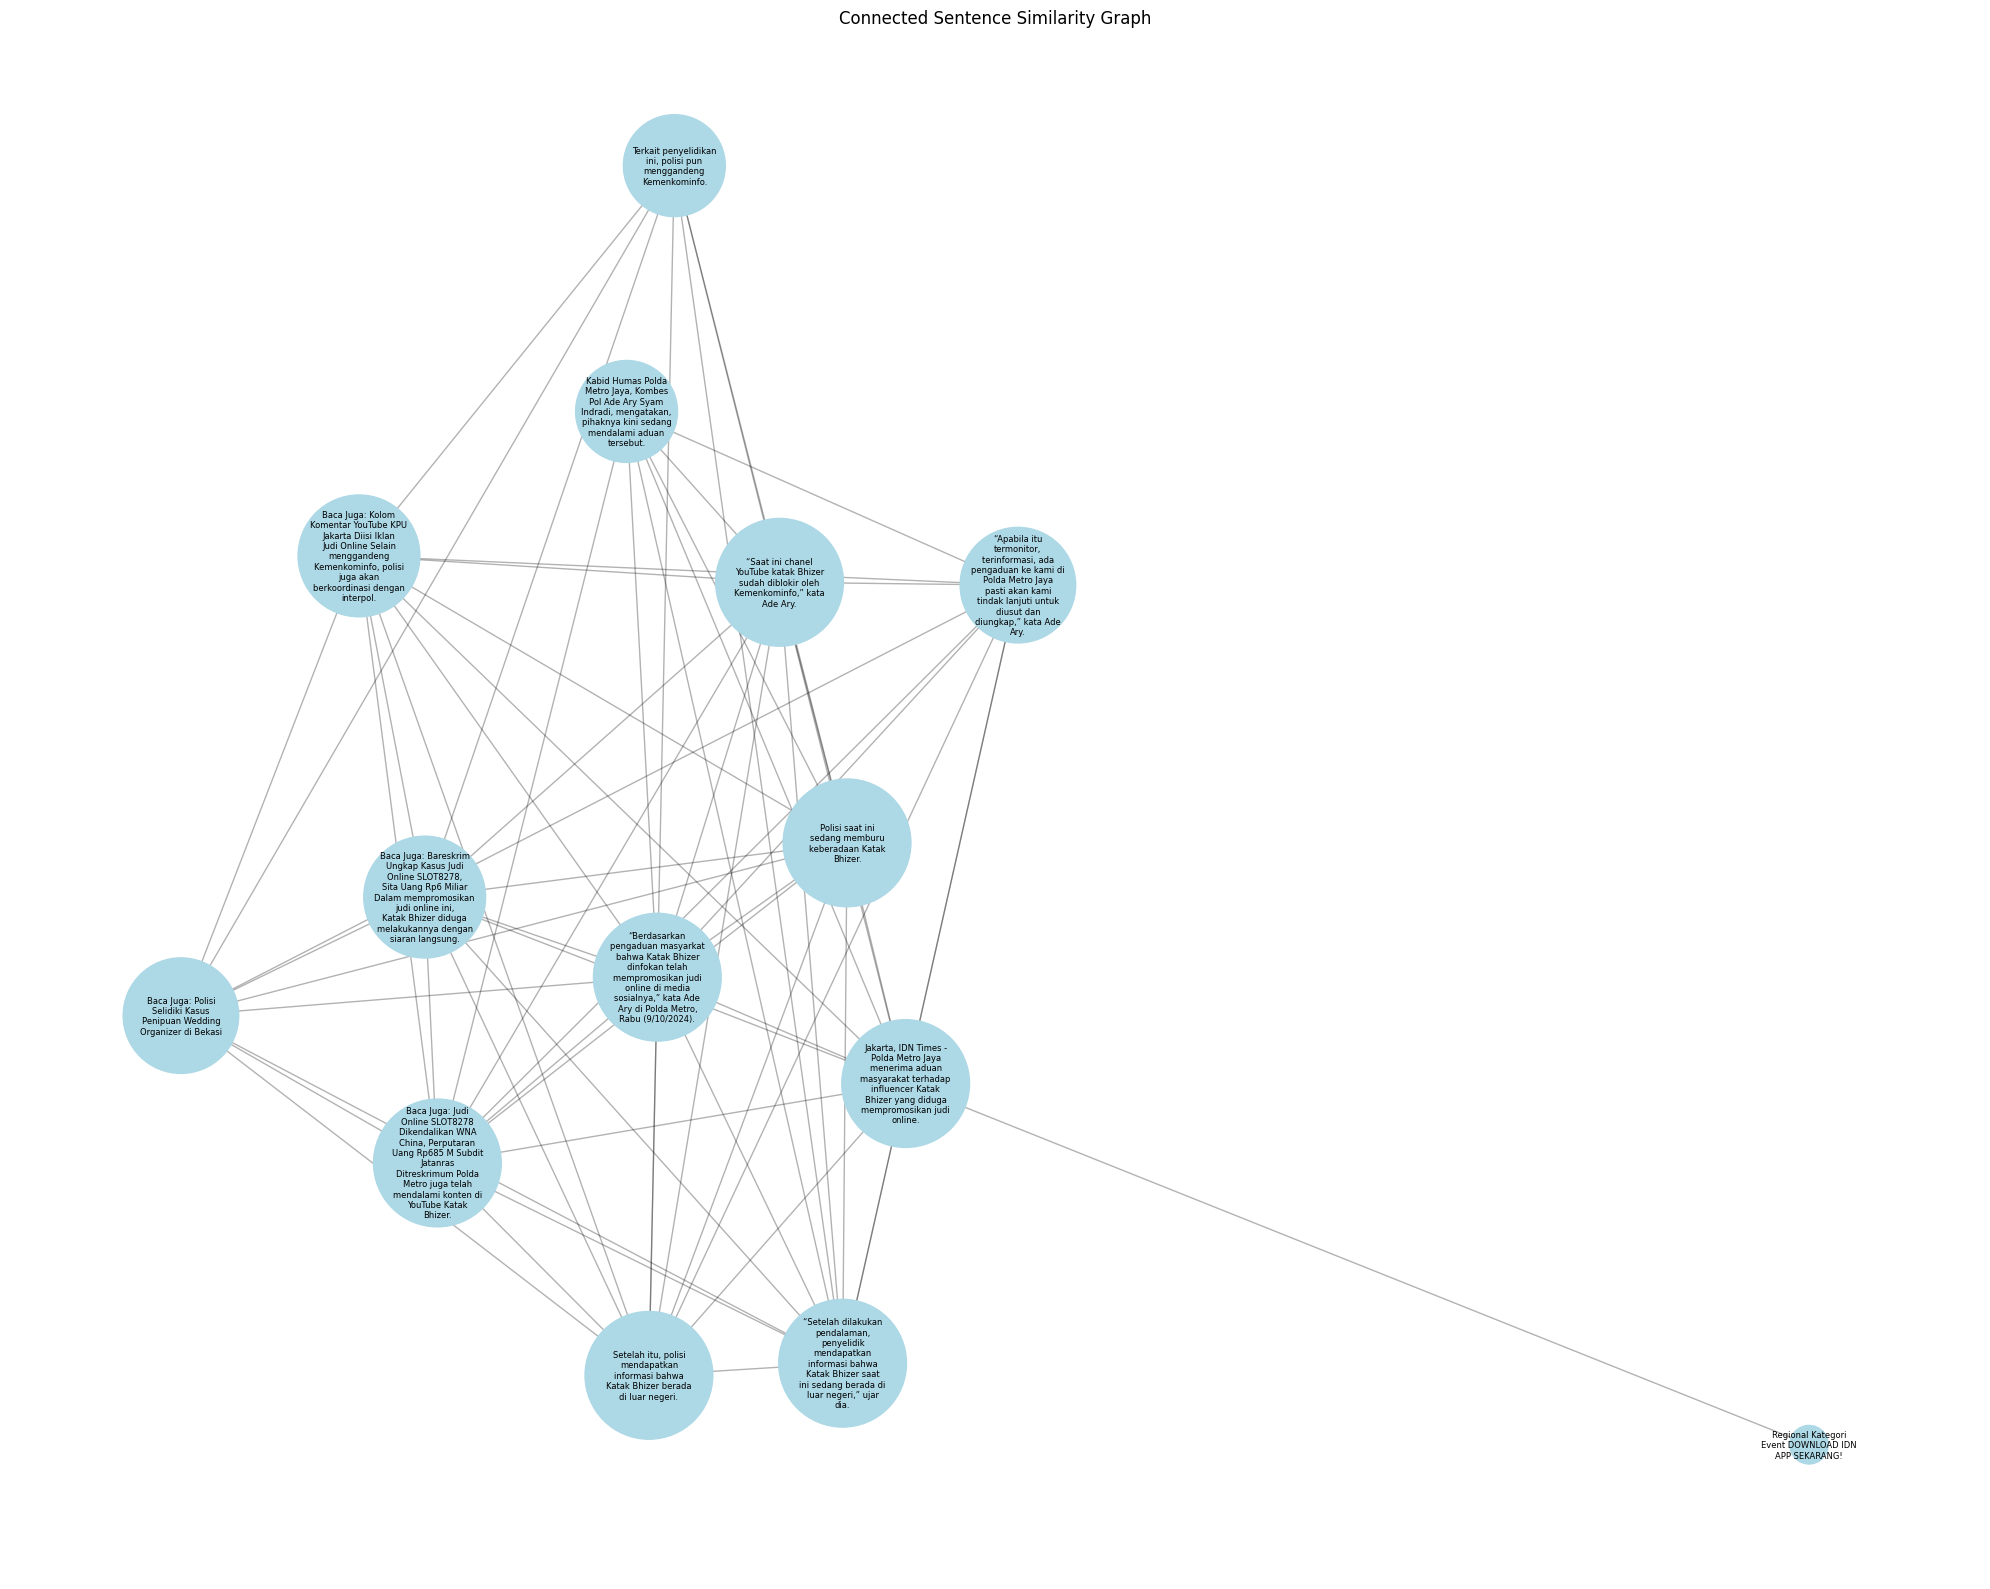 Connected Sentence Similarity Graph
Terkait penyelidikan
ini, polisi pun
menggandeng
Kemenkominfo.
Kabid Humas Polda
Metro Jaya, Kombes
Pol Ade Ary Syam
Indradi, mengatakan,
pihaknya kini sedang
mendalami aduan
tersebut.
Baca Juga: Kolom
Komentar YouTube KPU
Jakarta Diisi Iklan
Judi Online Selain
menggandeng
Kemenkominfo, polisi
juga akan
berkoordinasi dengan
interpol.
“Saat ini chanel
YouTube katak Bhizer
sudah diblokir oleh
Kemenkominfo,” kata
Ade Ary.
“Apabila itu
termonitor,
terinformasi, ada
pengaduan ke kami di
Polda Metro Jaya
pasti akan kami
tindak lanjuti untuk
diusut dan
diungkap,” kata Ade
Ary.
Polisi saat ini
sedang memburu
keberadaan Katak
Bhizer.
Baca Juga: Bareskrim
Ungkap Kasus Judi
Online SLOT8278,
Sita Uang Rp6 Miliar
Dalam mempromosikan
judi online ini,
Katak Bhizer diduga
melakukannya dengan
siaran langsung.
“Berdasarkan
pengaduan masyarkat
bahwa Katak Bhizer
dinfokan telah
mempromosikan judi
online di media
sosialnya,” kata Ade
Ary di Polda Metro,
Rabu (9/10/2024).
Baca Juga: Polisi
Selidiki Kasus
Penipuan Wedding
Organizer di Bekasi
Jakarta, IDN Times -
Polda Metro Jaya
menerima aduan
masyarakat terhadap
influencer Katak
Bhizer yang diduga
mempromosikan judi
online.
Baca Juga: Judi
Online SLOT8278
Dikendalikan WNA
China, Perputaran
Uang Rp685 M Subdit
Jatanras
Ditreskrimum Polda
Metro juga telah
mendalami konten di
YouTube Katak
Bhizer.
Setelah itu, polisi
mendapatkan
informasi bahwa
Katak Bhizer berada
di luar negeri.
“Setelah dilakukan
pendalaman,
penyelidik
mendapatkan
informasi bahwa
Katak Bhizer saat
ini sedang berada di
luar negeri,” ujar
dia.
Regional Kategori
Event DOWNLOAD IDN
APP SEKARANG!